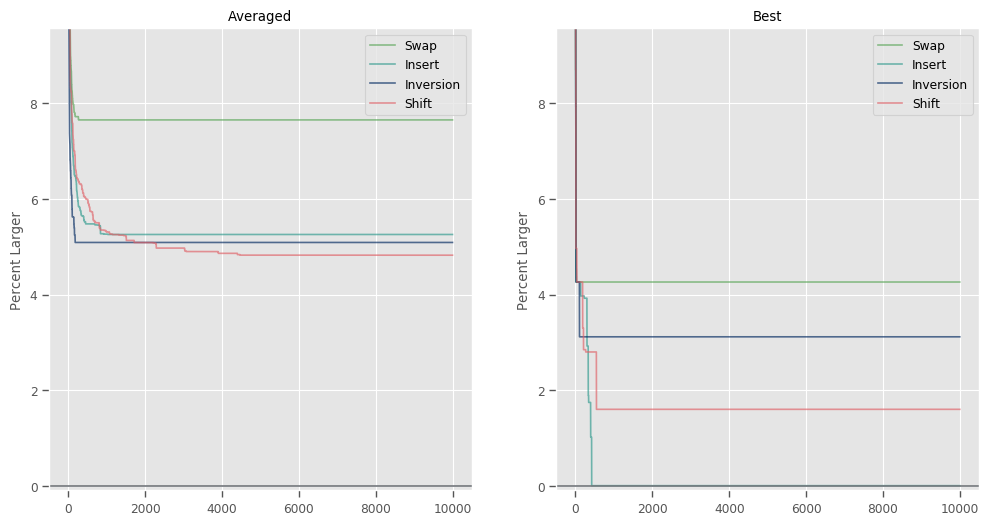 Averaged
Percent Larger
8
6
4
2
0
0 2000 4000 6000 8000 10000
Swap
Insert
Inversion
Shift
Best
Percent Larger
8
6
4
2
0
0 2000 4000 6000 8000 10000
Swap
Insert
Inversion
Shift